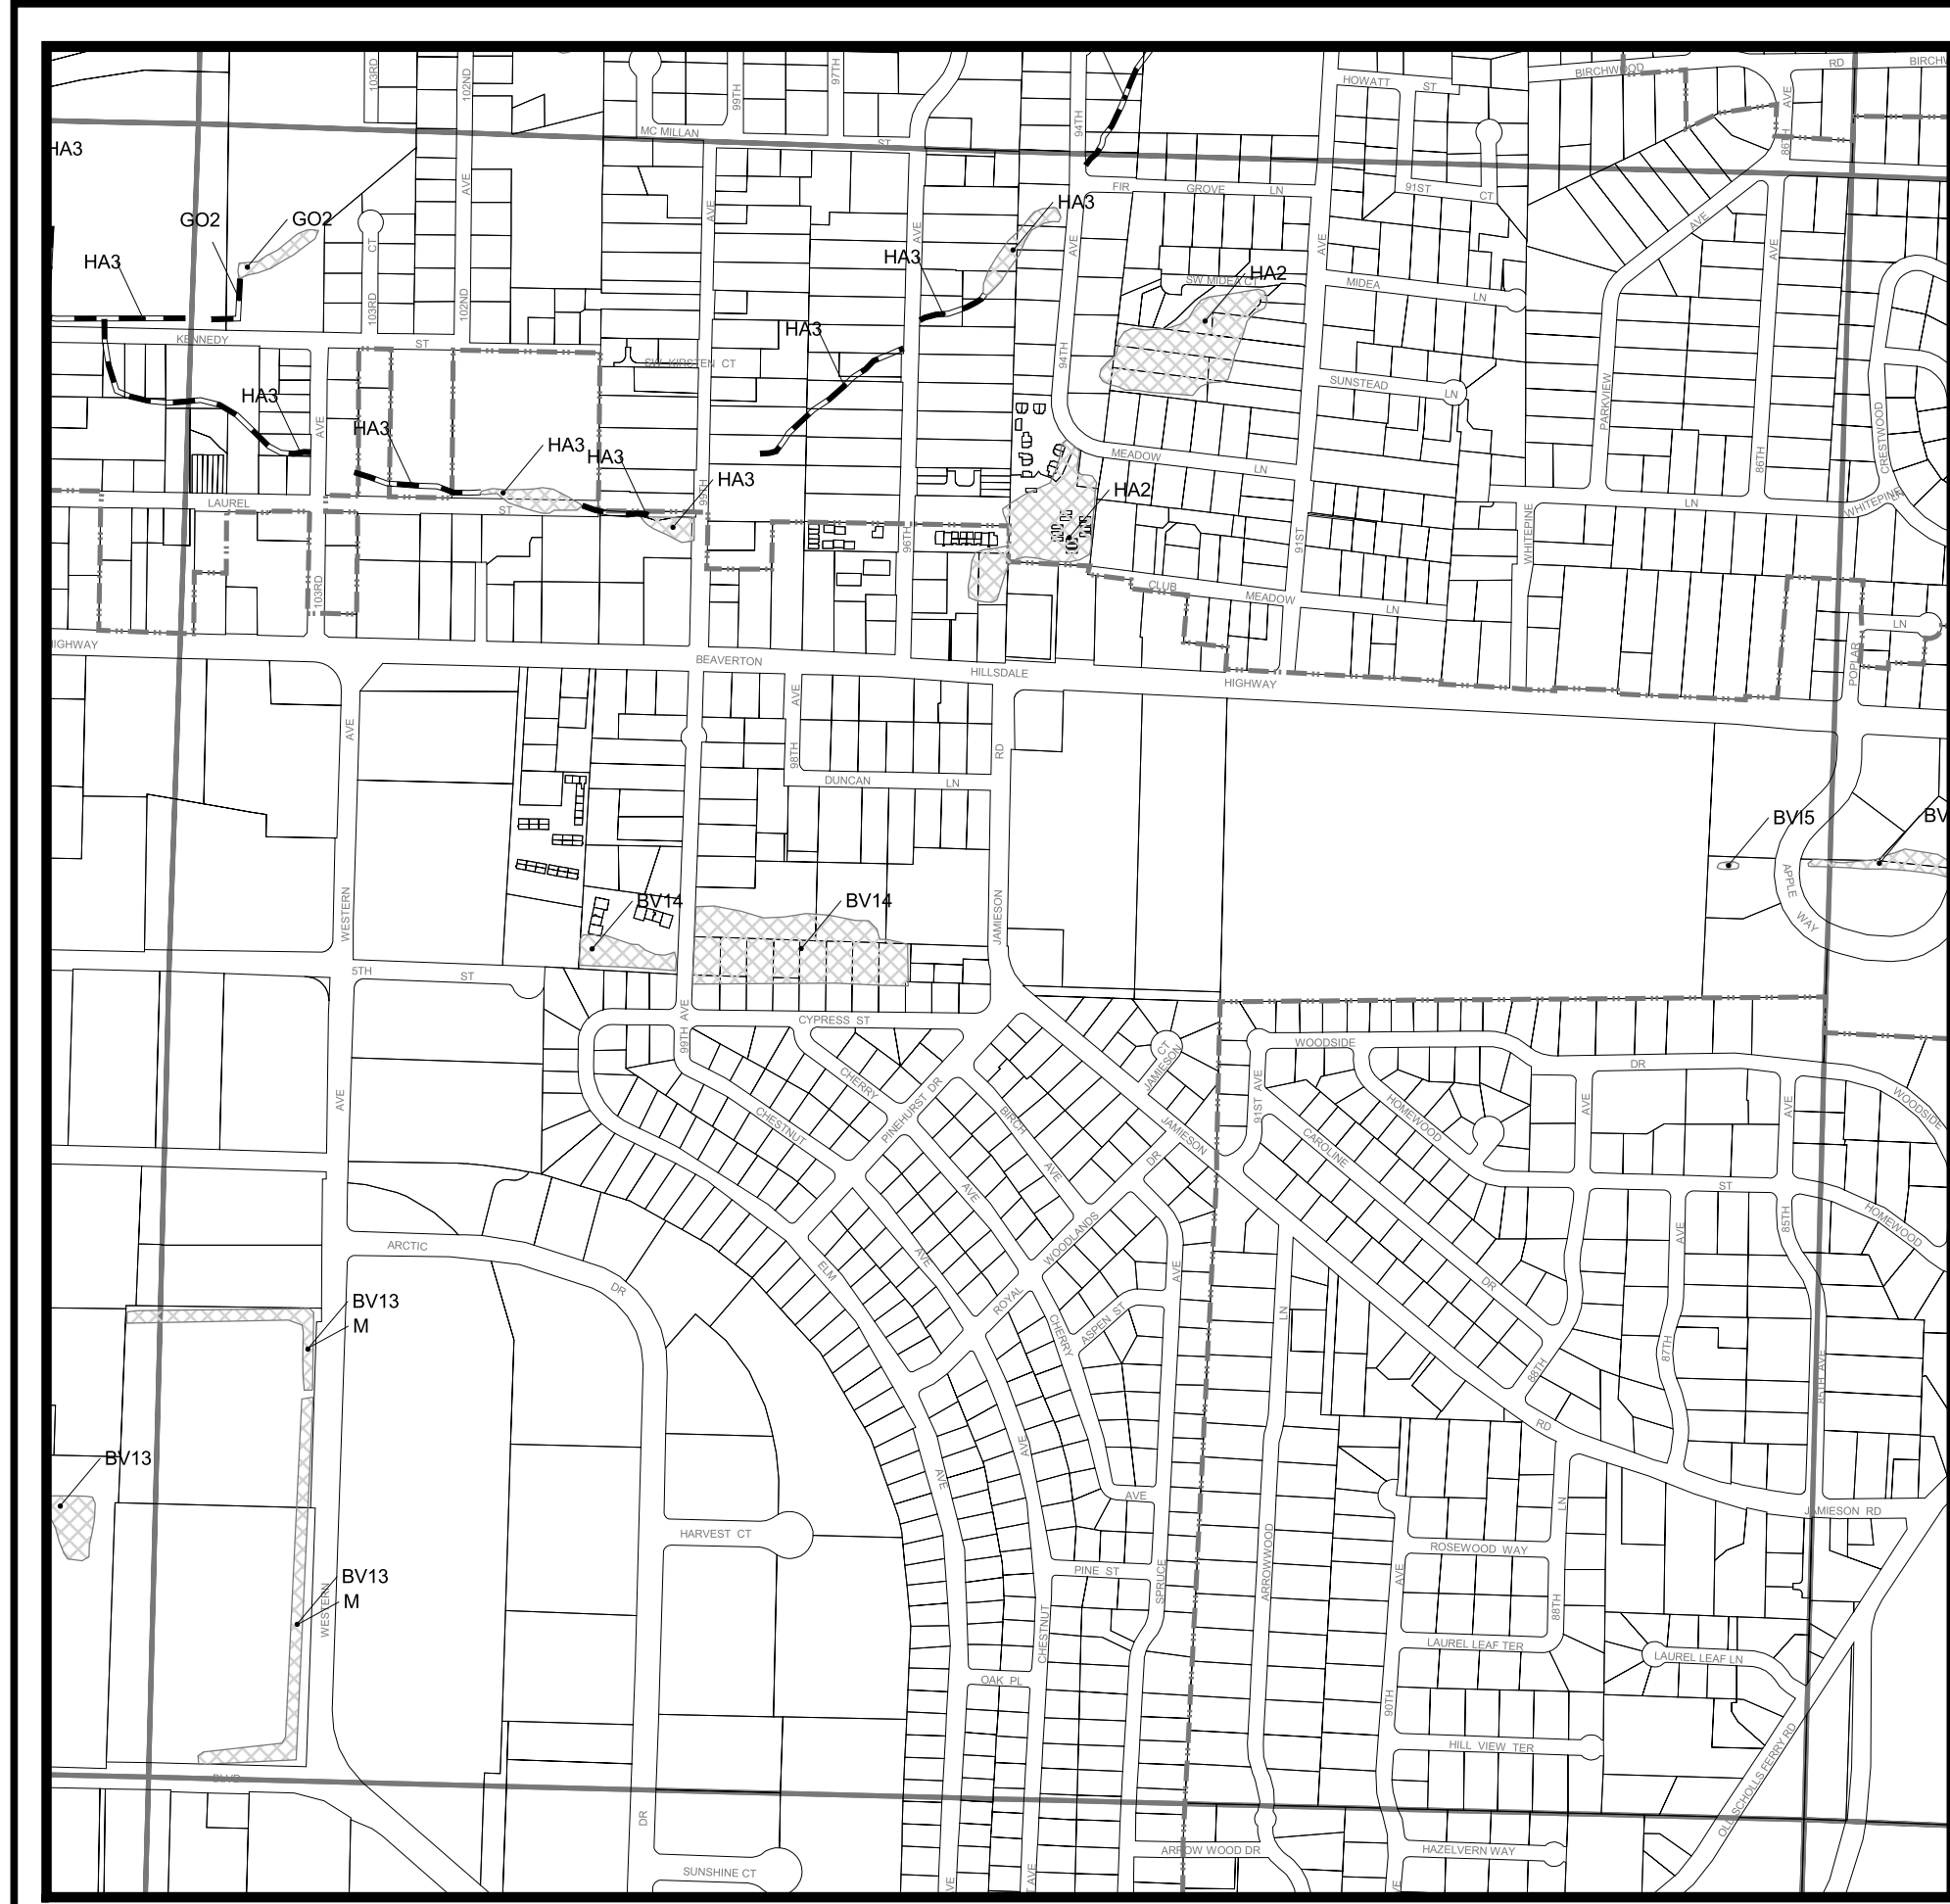 103RD
102ND
97TH
99TH
94TH
HOWATT
ST
BIRCHWOOD
RD
AVE
86TH
MC MILLAN
ST
HA3
FIR
GROVE
LN
91ST
CT
AVE
AVE
AVE
AVE
AVE
AVE
GO2
GO2
HA3
HA3
HA3
HA2
SW MIDEA CT
MIDEA
LN
CT
103RD
102ND
KENNEDY
ST
HA3
SW KIRSTEN CT
94TH
SUNSTEAD
LN
PARKVIEW
CRESTWOOD
HA3
AVE
HA3
HA3
HA3
HA3
MEADOW
LN
86TH
HA2
LAUREL
ST
99TH
96TH
91ST
WHITEPINE
LN
WHITEPINE
LN
103RD
CLUB
MEADOW
LN
LN
POPLAR
HIGHWAY
BEAVERTON
HILLSDALE
HIGHWAY
AVE
AVE
98TH
RD
DUNCAN
LN
BVI5
APPLE
WAY
WESTERN
BV14
BV14
JAMIESON
5TH
ST
99TH AVE
CYPRESS ST
CHERRY
CHESTNUT
PINEHURST DR
BIRCH
AVE
AVE
AVE
CT
JAMIESON
JAMIESON
DR
WOODLANDS
ROYAL
91ST AVE
WOODSIDE
DR
WOODSIDE
HOMEWOOD
CAROLINE
DR
AVE
AVE
AVE
ST
85TH
HOMEWOOD
AVE
ARCTIC
DR
ELM
AVE
ASPEN ST
CHERRY
LN
87TH
88TH
85TH AVE
BV13
M
RD
AVE
AVE
AVE
BV13
HARVEST CT
JAMIESON RD
LN
ROSEWOOD WAY
AVE
BV13
M
WESTERN
PINE ST
SPRUCE
ARROWWOOD
88TH
CHESTNUT
LAUREL LEAF TER
LAUREL LEAF LN
OAK PL
90TH
HILL VIEW TER
OLD SCHOLLS FERRY RD
BLVD
DR
SUNSHINE CT
ARROW WOOD DR
HAZELVERN WAY